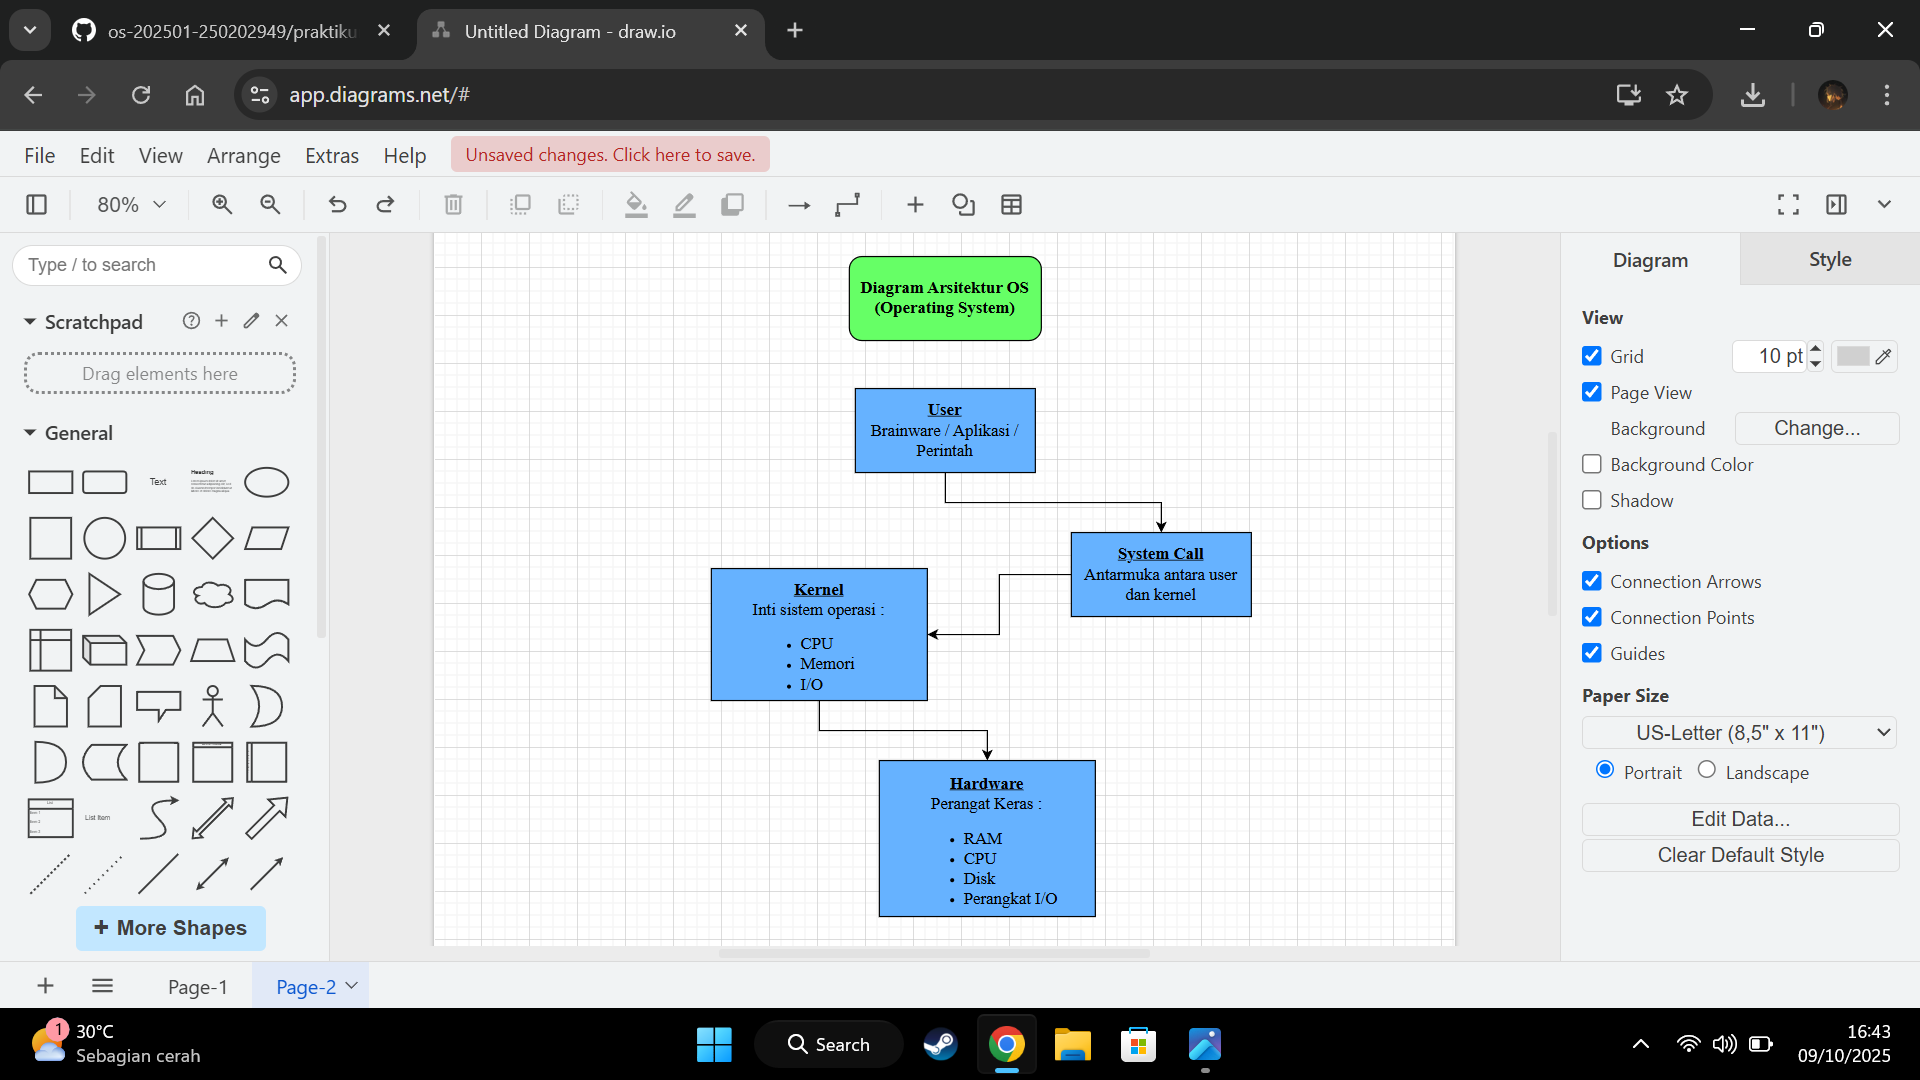 os-202501-250202949/praktiku
Untitled Diagram - draw.io
app.diagrams.net/#
File Edit View Arrange Extras Help Unsaved changes. Click here to save.
80%
Type / to search
Scratchpad
Drag elements here
General
Text
Heading
List Item
+ More Shapes
Diagram Arsitektur OS
(Operating System)
User
Brainware / Aplikasi /
Perintah
System Call
Antarmuka antara user
dan kernel
Kernel
Inti sistem operasi :
• CPU
• Memori
• I/O
Hardware
Perangat Keras :
• RAM
• CPU
• Disk
• Perangkat I/O
Diagram Style
View
Grid 10 pt
Page View
Background Change...
Background Color
Shadow
Options
Connection Arrows
Connection Points
Guides
Paper Size
US-Letter (8,5" x 11")
Portrait Landscape
Edit Data...
Clear Default Style
Page-1 Page-2
1
30°C
Sebagian cerah
Search
16:43
09/10/2025